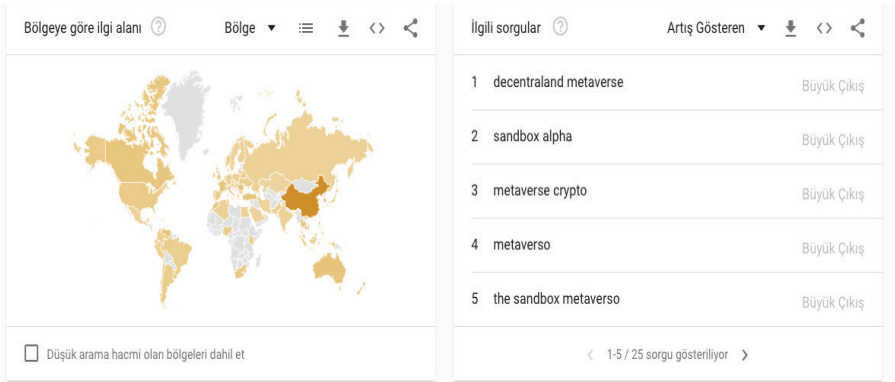 Bölgeye göre ilgi alanı
Bölge
Düşük arama hacmi olan bölgeleri dahil et
İlgili sorgular
Artış Gösteren
1 decentraland metaverse Büyük Çıkış
2 sandbox alpha Büyük Çıkış
3 metaverse crypto Büyük Çıkış
4 metaverso Büyük Çıkış
5 the sandbox metaverso Büyük Çıkış
1-5 / 25 sorgu gösteriliyor